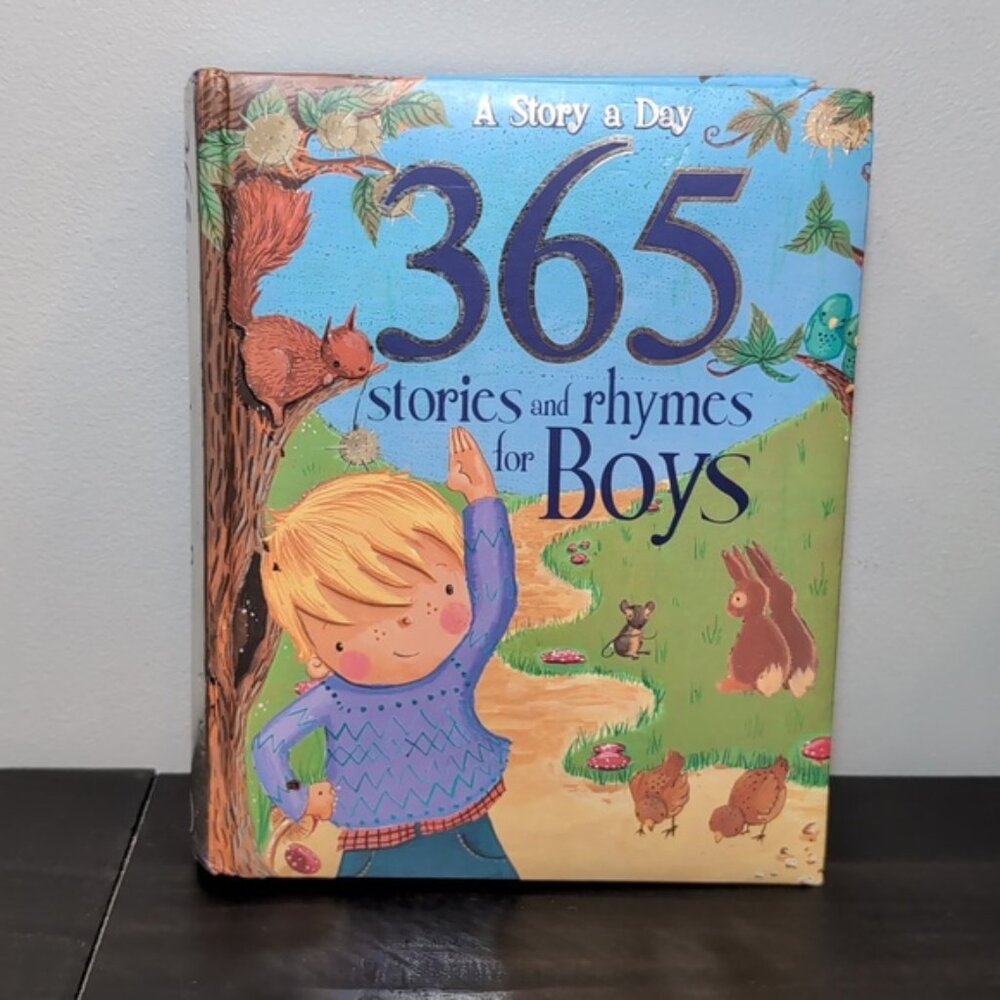 A Story a Day
365
stories and rhymes
for Boys